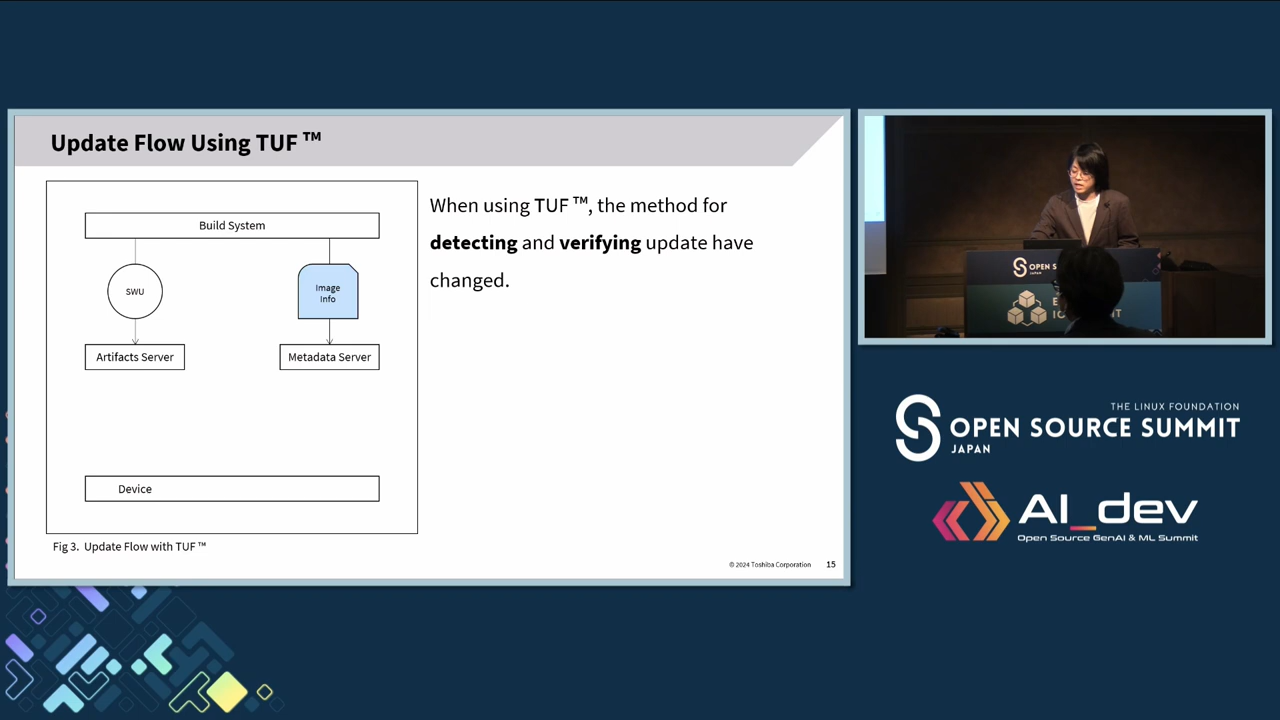 Update Flow Using TUF ™
Build System
SWU
Image
Info
Artifacts Server
Metadata Server
Device
Fig 3. Update Flow with TUF ™
When using TUF ™, the method for
detecting and verifying update have
changed.
© 2024 Toshiba Corporation
15
OPEN S
JAPAN
THE LINUX FOUNDATION
OPEN SOURCE SUMMIT
JAPAN
AI_dev
Open Source GenAI & ML Summit